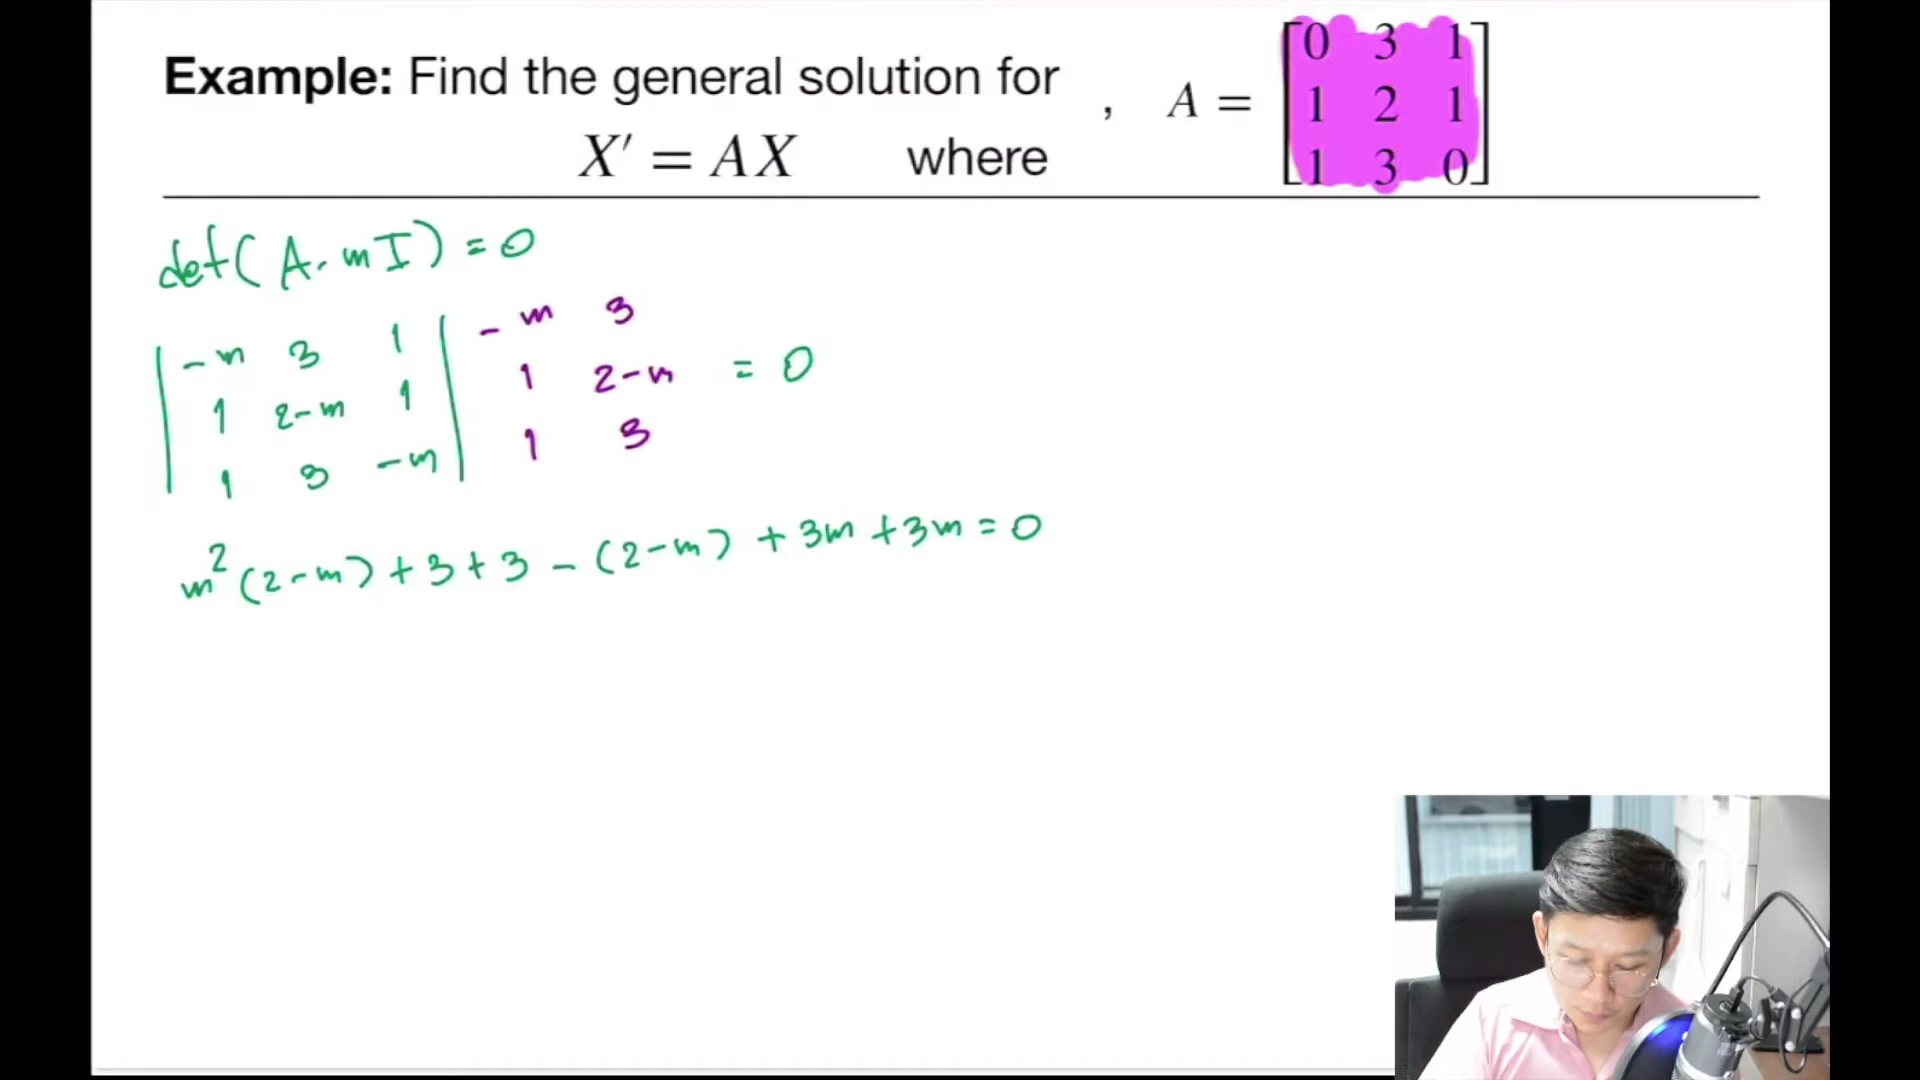 Example: Find the general solution for
X′ = AX where
, A = [0 3 1
1 2 1
1 3 0]
det(A-mI) = 0
|-m 3 1| -m 3
|1 2-m 1| 1 2-m = 0
|1 3 -m| 1 3
m²(2-m) + 3 + 3 - (2-m) + 3m + 3m = 0